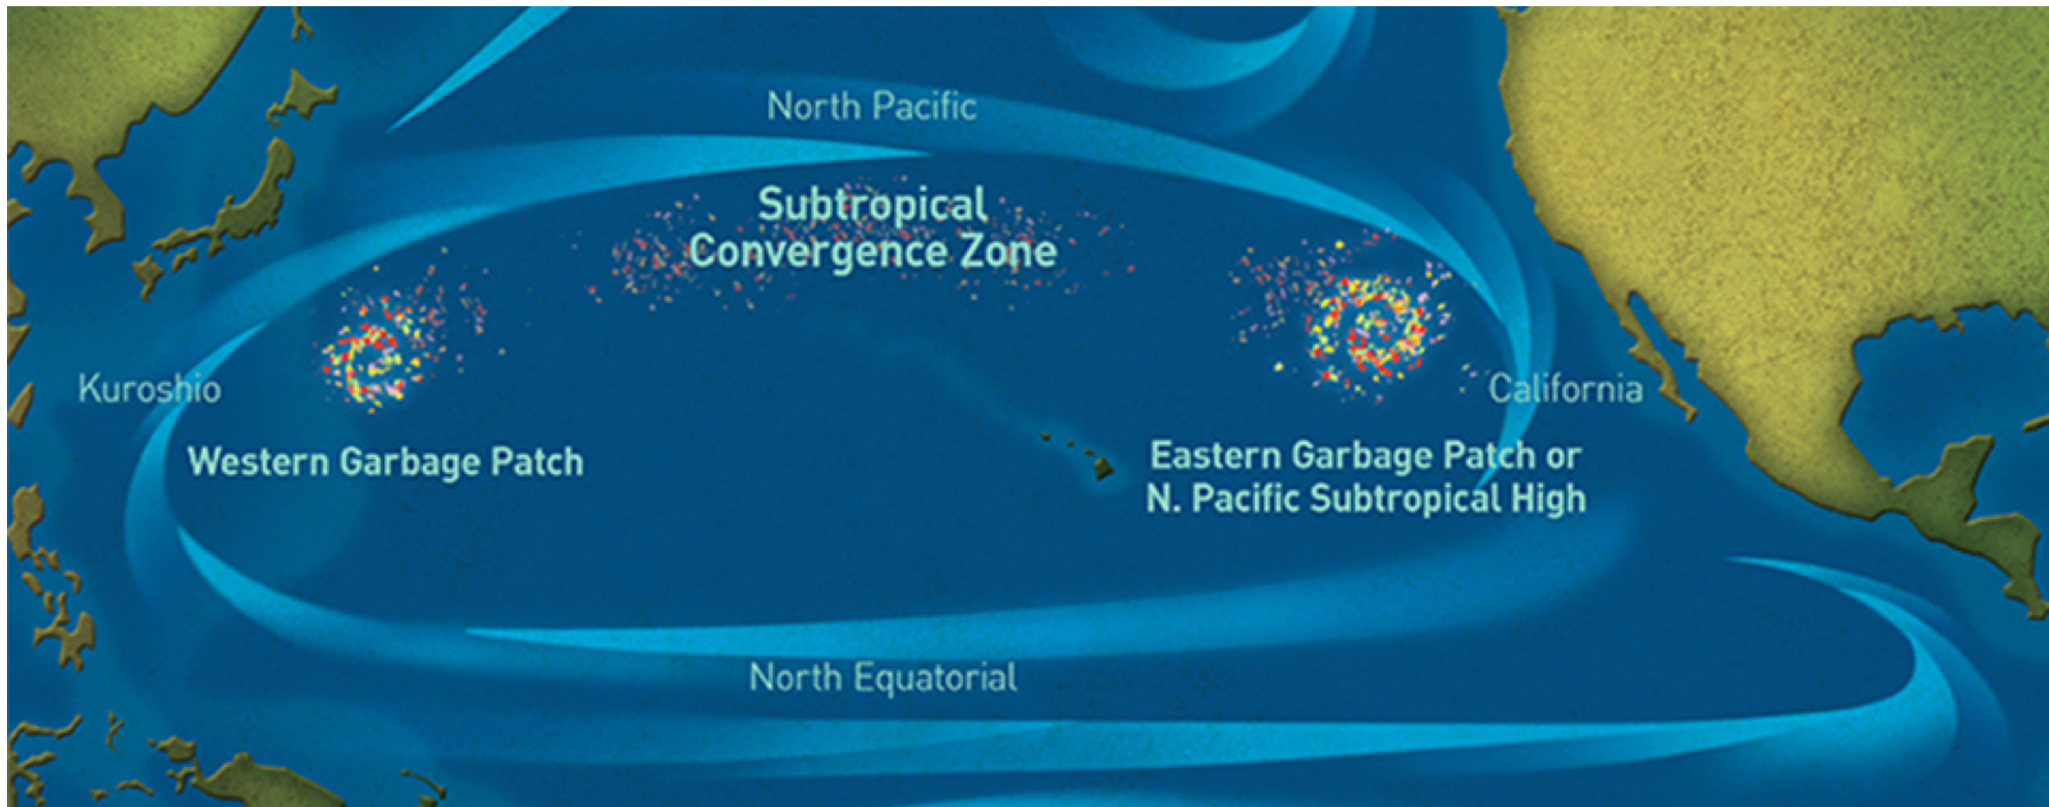 North Pacific
Subtropical
Convergence Zone
Kuroshio
California
Western Garbage Patch
Eastern Garbage Patch or
N. Pacific Subtropical High
North Equatorial